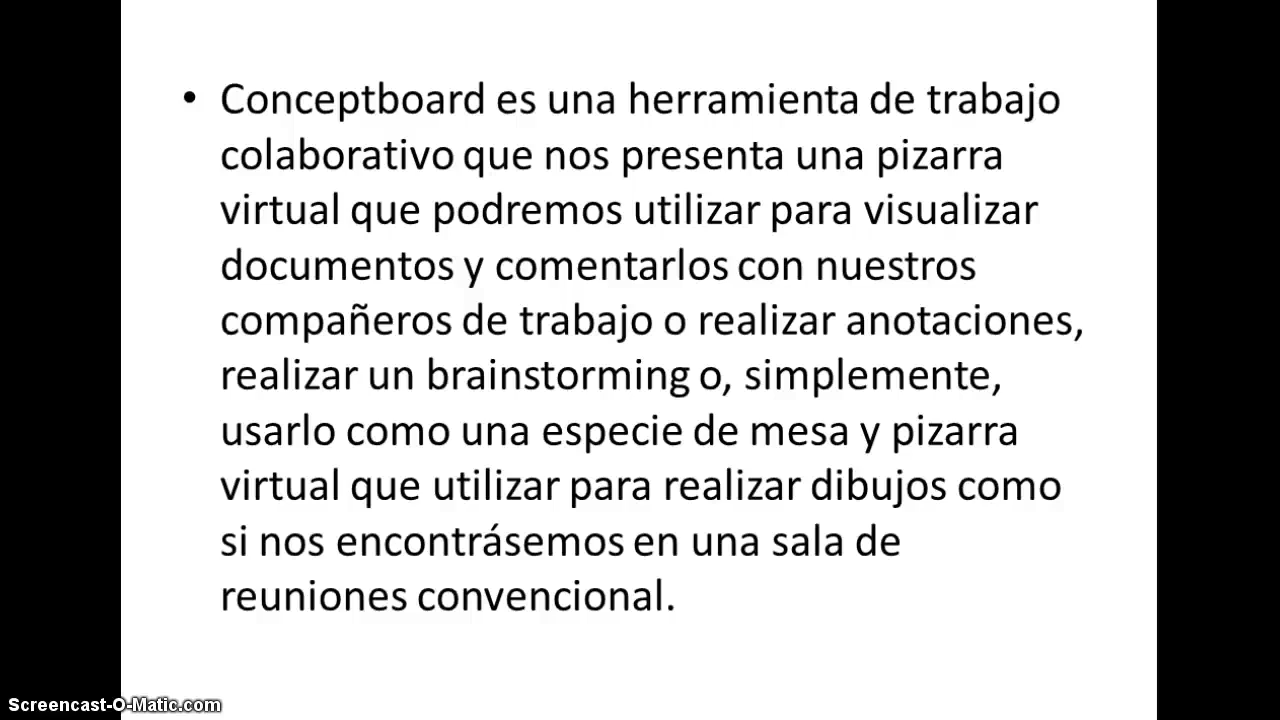 • Conceptboard es una herramienta de trabajo
colaborativo que nos presenta una pizarra
virtual que podremos utilizar para visualizar
documentos y comentarlos con nuestros
compañeros de trabajo o realizar anotaciones,
realizar un brainstorming o, simplemente,
usarlo como una especie de mesa y pizarra
virtual que utilizar para realizar dibujos como
si nos encontrásemos en una sala de
reuniones convencional.
Screencast-O-Matic.com